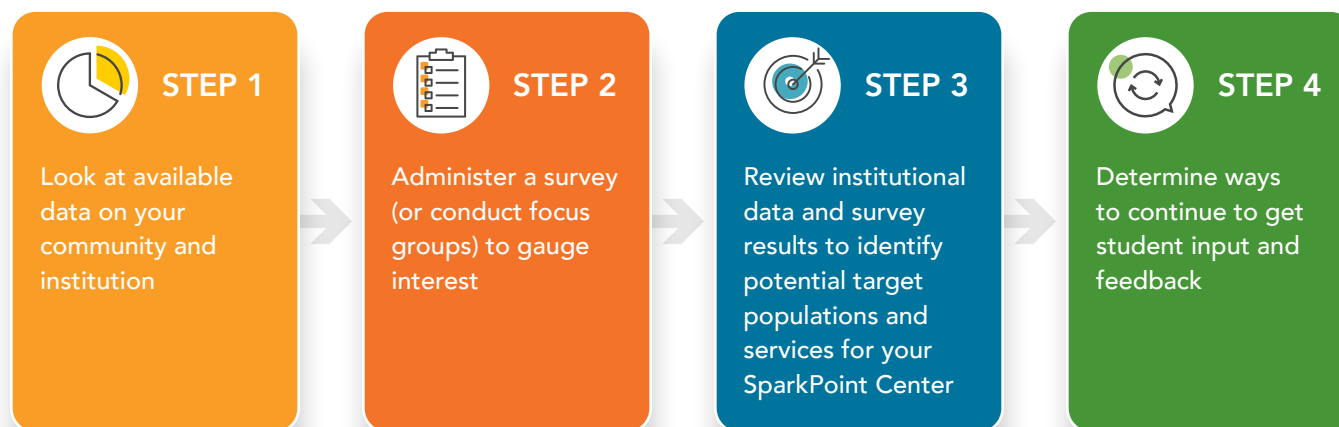 STEP 1
Look at available
data on your
community and
institution
STEP 2
Administer a survey
(or conduct focus
groups) to gauge
interest
STEP 3
Review institutional
data and survey
results to identify
potential target
populations and
services for your
SparkPoint Center
STEP 4
Determine ways
to continue to get
student input and
feedback